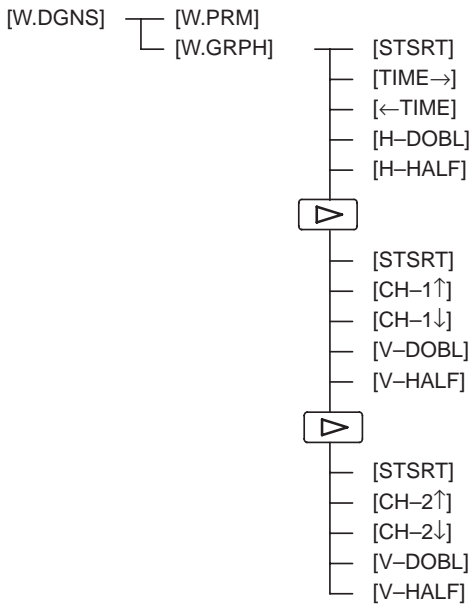 [W.DGNS] [W.PRM]
[W.GRPH] [STSRT]
[TIME→]
[←TIME]
[H–DOBL]
[H–HALF]
[STSRT]
[CH–1↑]
[CH–1↓]
[V–DOBL]
[V–HALF]
[STSRT]
[CH–2↑]
[CH–2↓]
[V–DOBL]
[V–HALF]